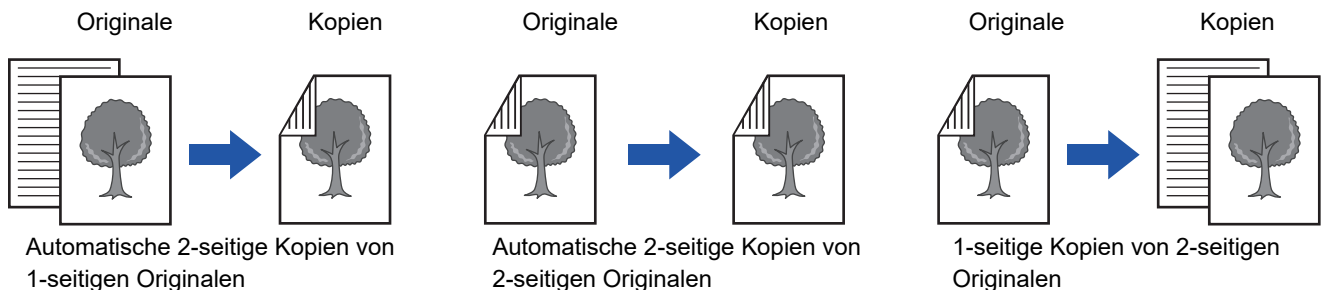 Originale Kopien Originale Kopien Originale Kopien
Automatische 2-seitige Kopien von
1-seitigen Originalen
Automatische 2-seitige Kopien von
2-seitigen Originalen
1-seitige Kopien von 2-seitigen
Originalen